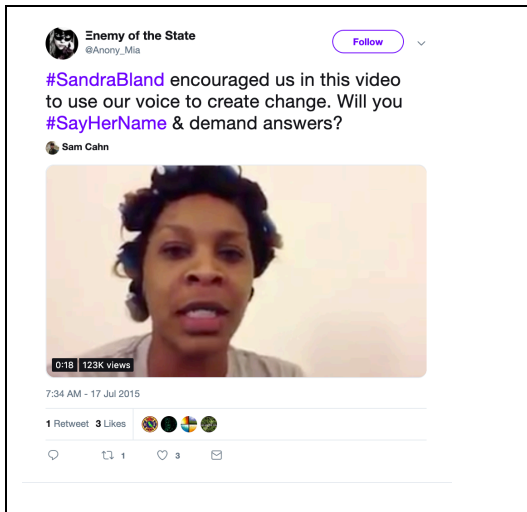 Ξnemy of the State
@Anony_Mia
Follow
#SandraBland encouraged us in this video
to use our voice to create change. Will you
#SayHerName & demand answers?
Sam Cahn
0:18 123K views
7:34 AM - 17 Jul 2015
1 Retweet 3 Likes
1 3